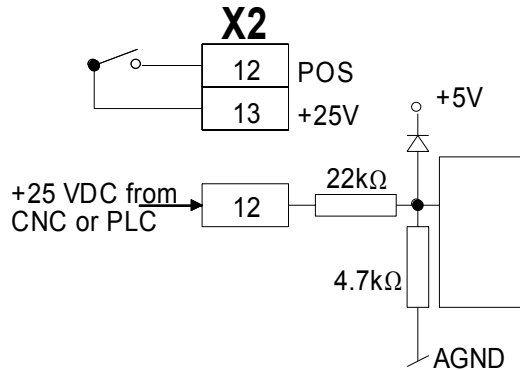 X2
12 POS
13 +25V
+5V
+25 VDC from
CNC or PLC
12
22kΩ
4.7kΩ
AGND